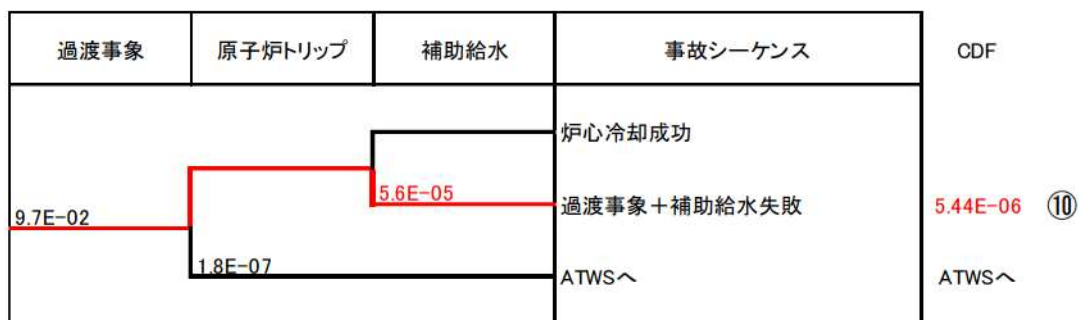 過渡事象 原子炉トリップ 補助給水 事故シーケンス CDF
炉心冷却成功
5.6E-05
過渡事象+補助給水失敗 5.44E-06 ⑩
9.7E-02
1.8E-07
ATWSへ ATWSへ